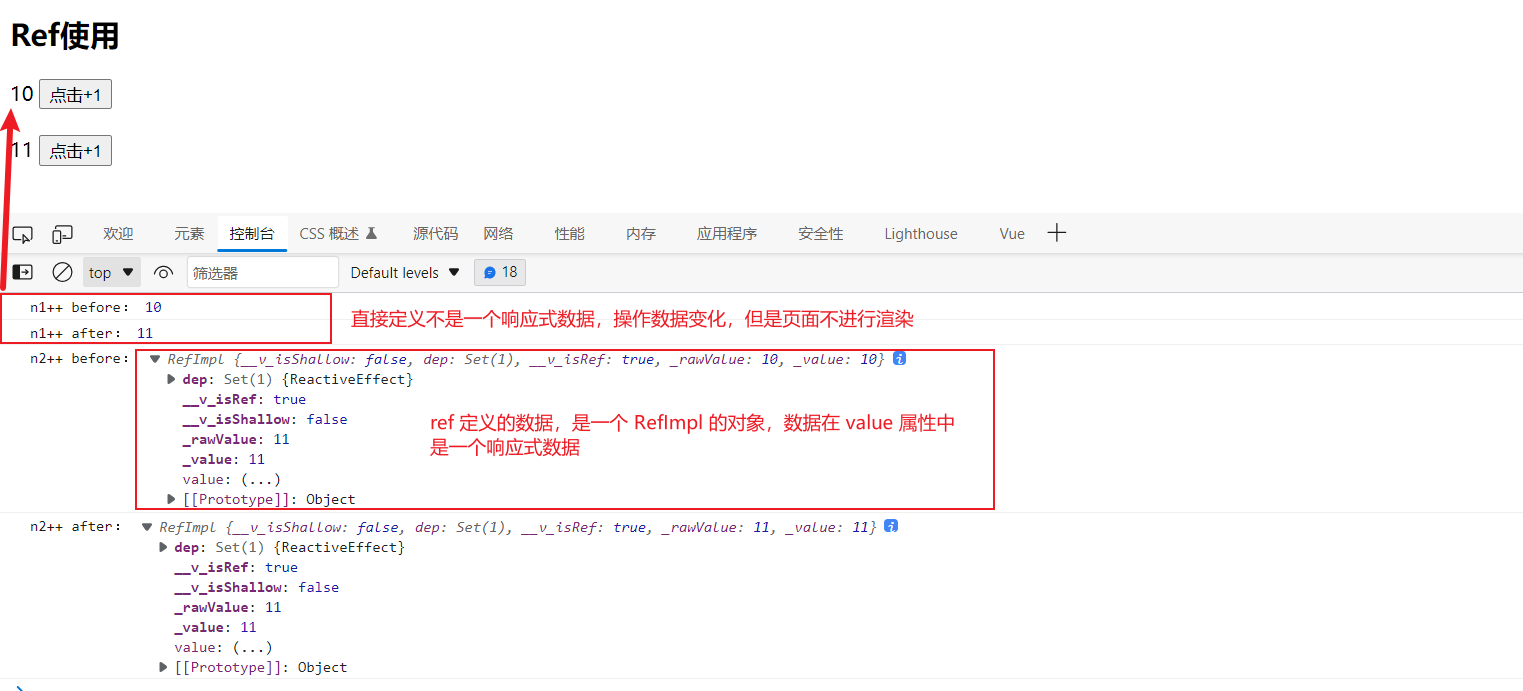 Ref使用
10 点击+1
11 点击+1
欢迎 元素 控制台 CSS 概述 源代码 网络 性能 内存 应用程序 安全性 Lighthouse Vue
top 筛选器 Default levels 18
n1++ before: 10
n1++ after: 11
直接定义不是一个响应式数据，操作数据变化，但是页面不进行渲染
n2++ before: RefImpl {__v_isShallow: false, dep: Set(1), __v_isRef: true, _rawValue: 10, _value: 10}
dep: Set(1) {ReactiveEffect}
__v_isRef: true
__v_isShallow: false
_rawValue: 11
_value: 11
value: (...)
[[Prototype]]: Object
ref 定义的数据，是一个 RefImpl 的对象，数据在 value 属性中
是一个响应式数据
n2++ after: RefImpl {__v_isShallow: false, dep: Set(1), __v_isRef: true, _rawValue: 11, _value: 11}
dep: Set(1) {ReactiveEffect}
__v_isRef: true
__v_isShallow: false
_rawValue: 11
_value: 11
value: (...)
[[Prototype]]: Object